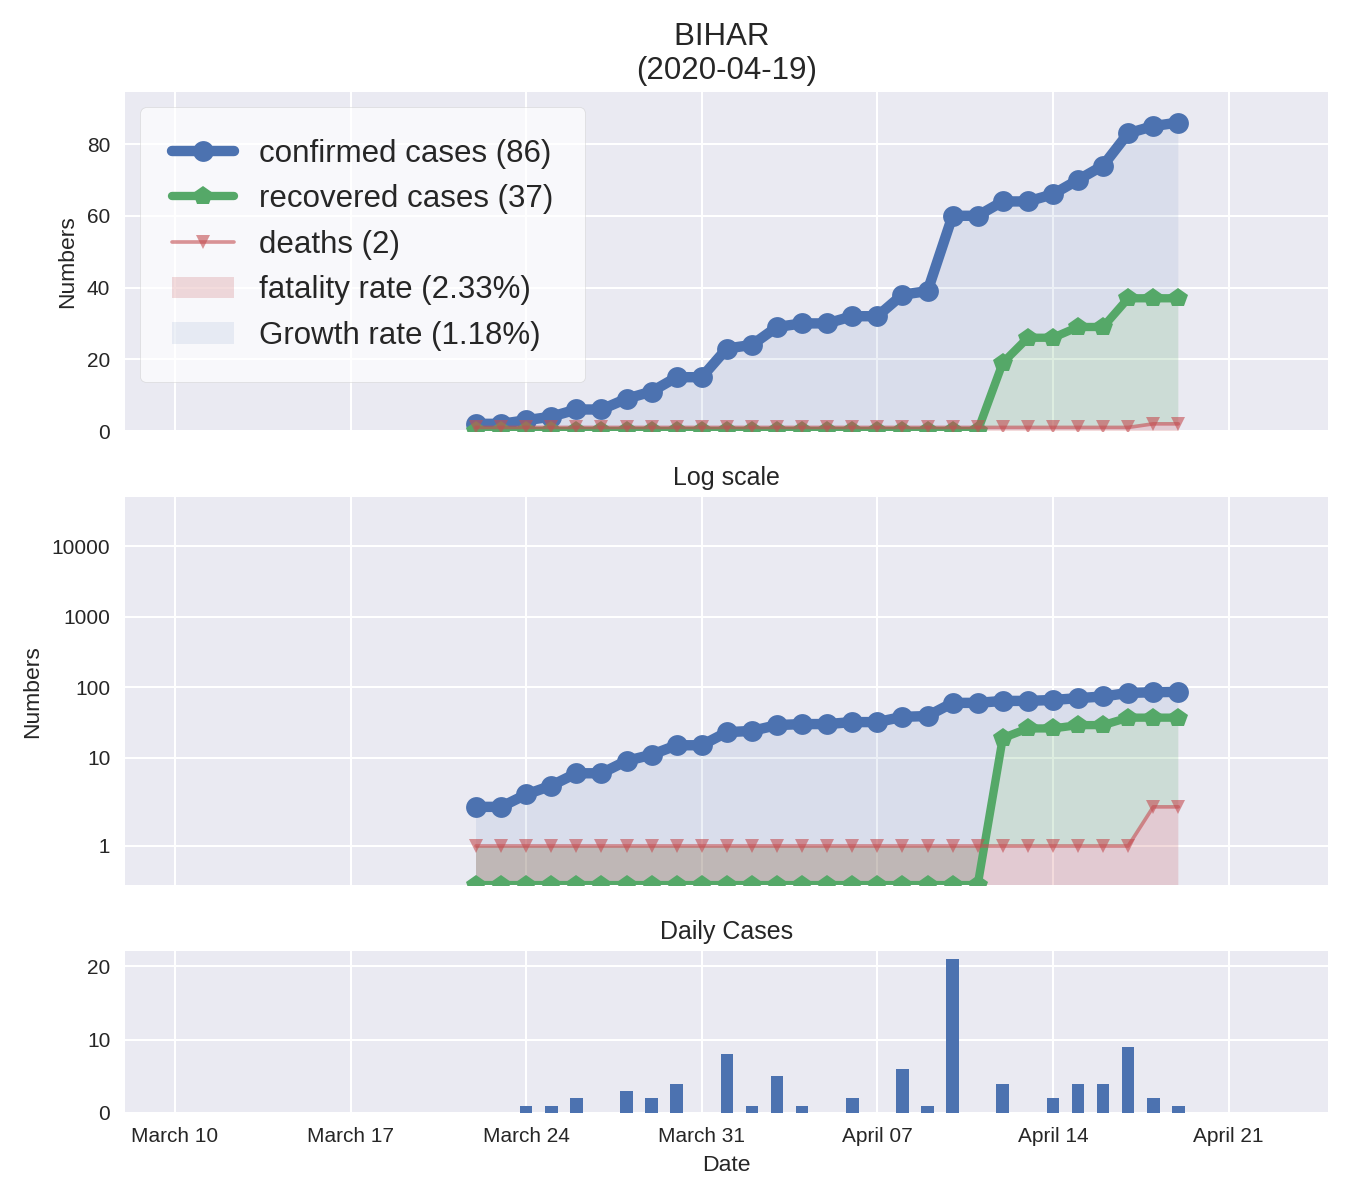 BIHAR
(2020-04-19)
Numbers
80
60
40
20
0
confirmed cases (86)
recovered cases (37)
deaths (2)
fatality rate (2.33%)
Growth rate (1.18%)
Log scale
Numbers
10000
1000
100
10
1
Daily Cases
20
10
0
March 10
March 17
March 24
March 31
April 07
April 14
April 21
Date